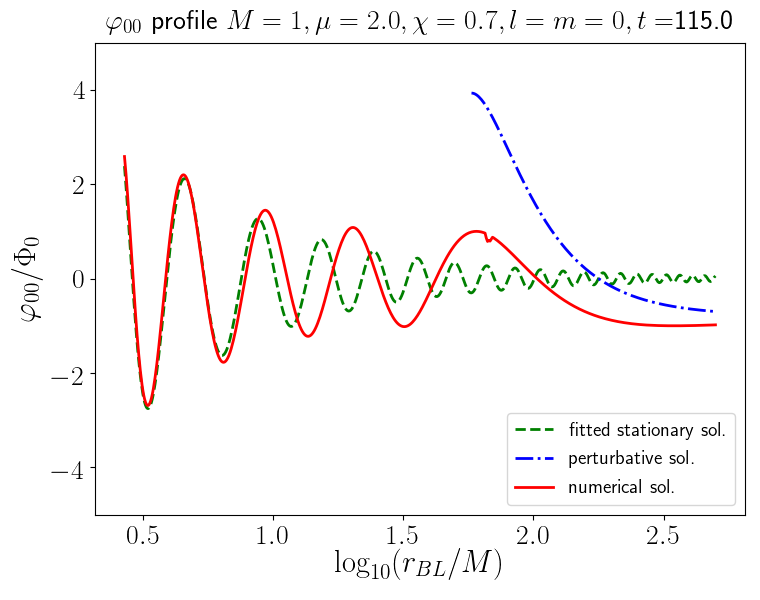 φ₀₀ profile M = 1, μ = 2.0, χ = 0.7, l = m = 0, t =115.0
φ₀₀/Φ₀
4
2
0
−2
−4
fitted stationary sol.
perturbative sol.
numerical sol.
0.5 1.0 1.5 2.0 2.5
log₁₀(r_BL/M)